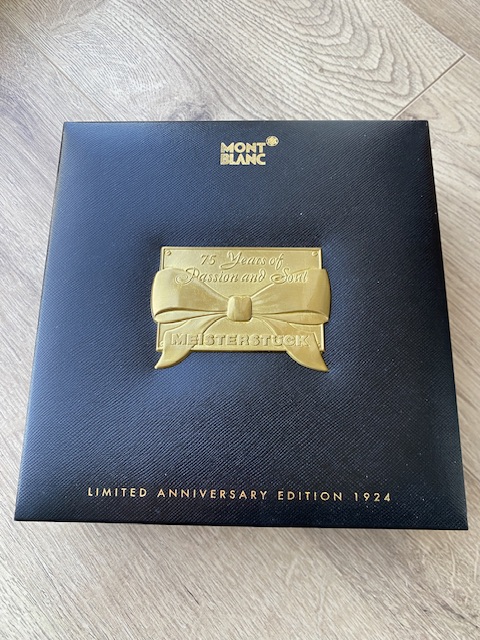 MONT
BLANC
75 Years of
Passion and Soul
MEISTERSTÜCK
LIMITED ANNIVERSARY EDITION 1924